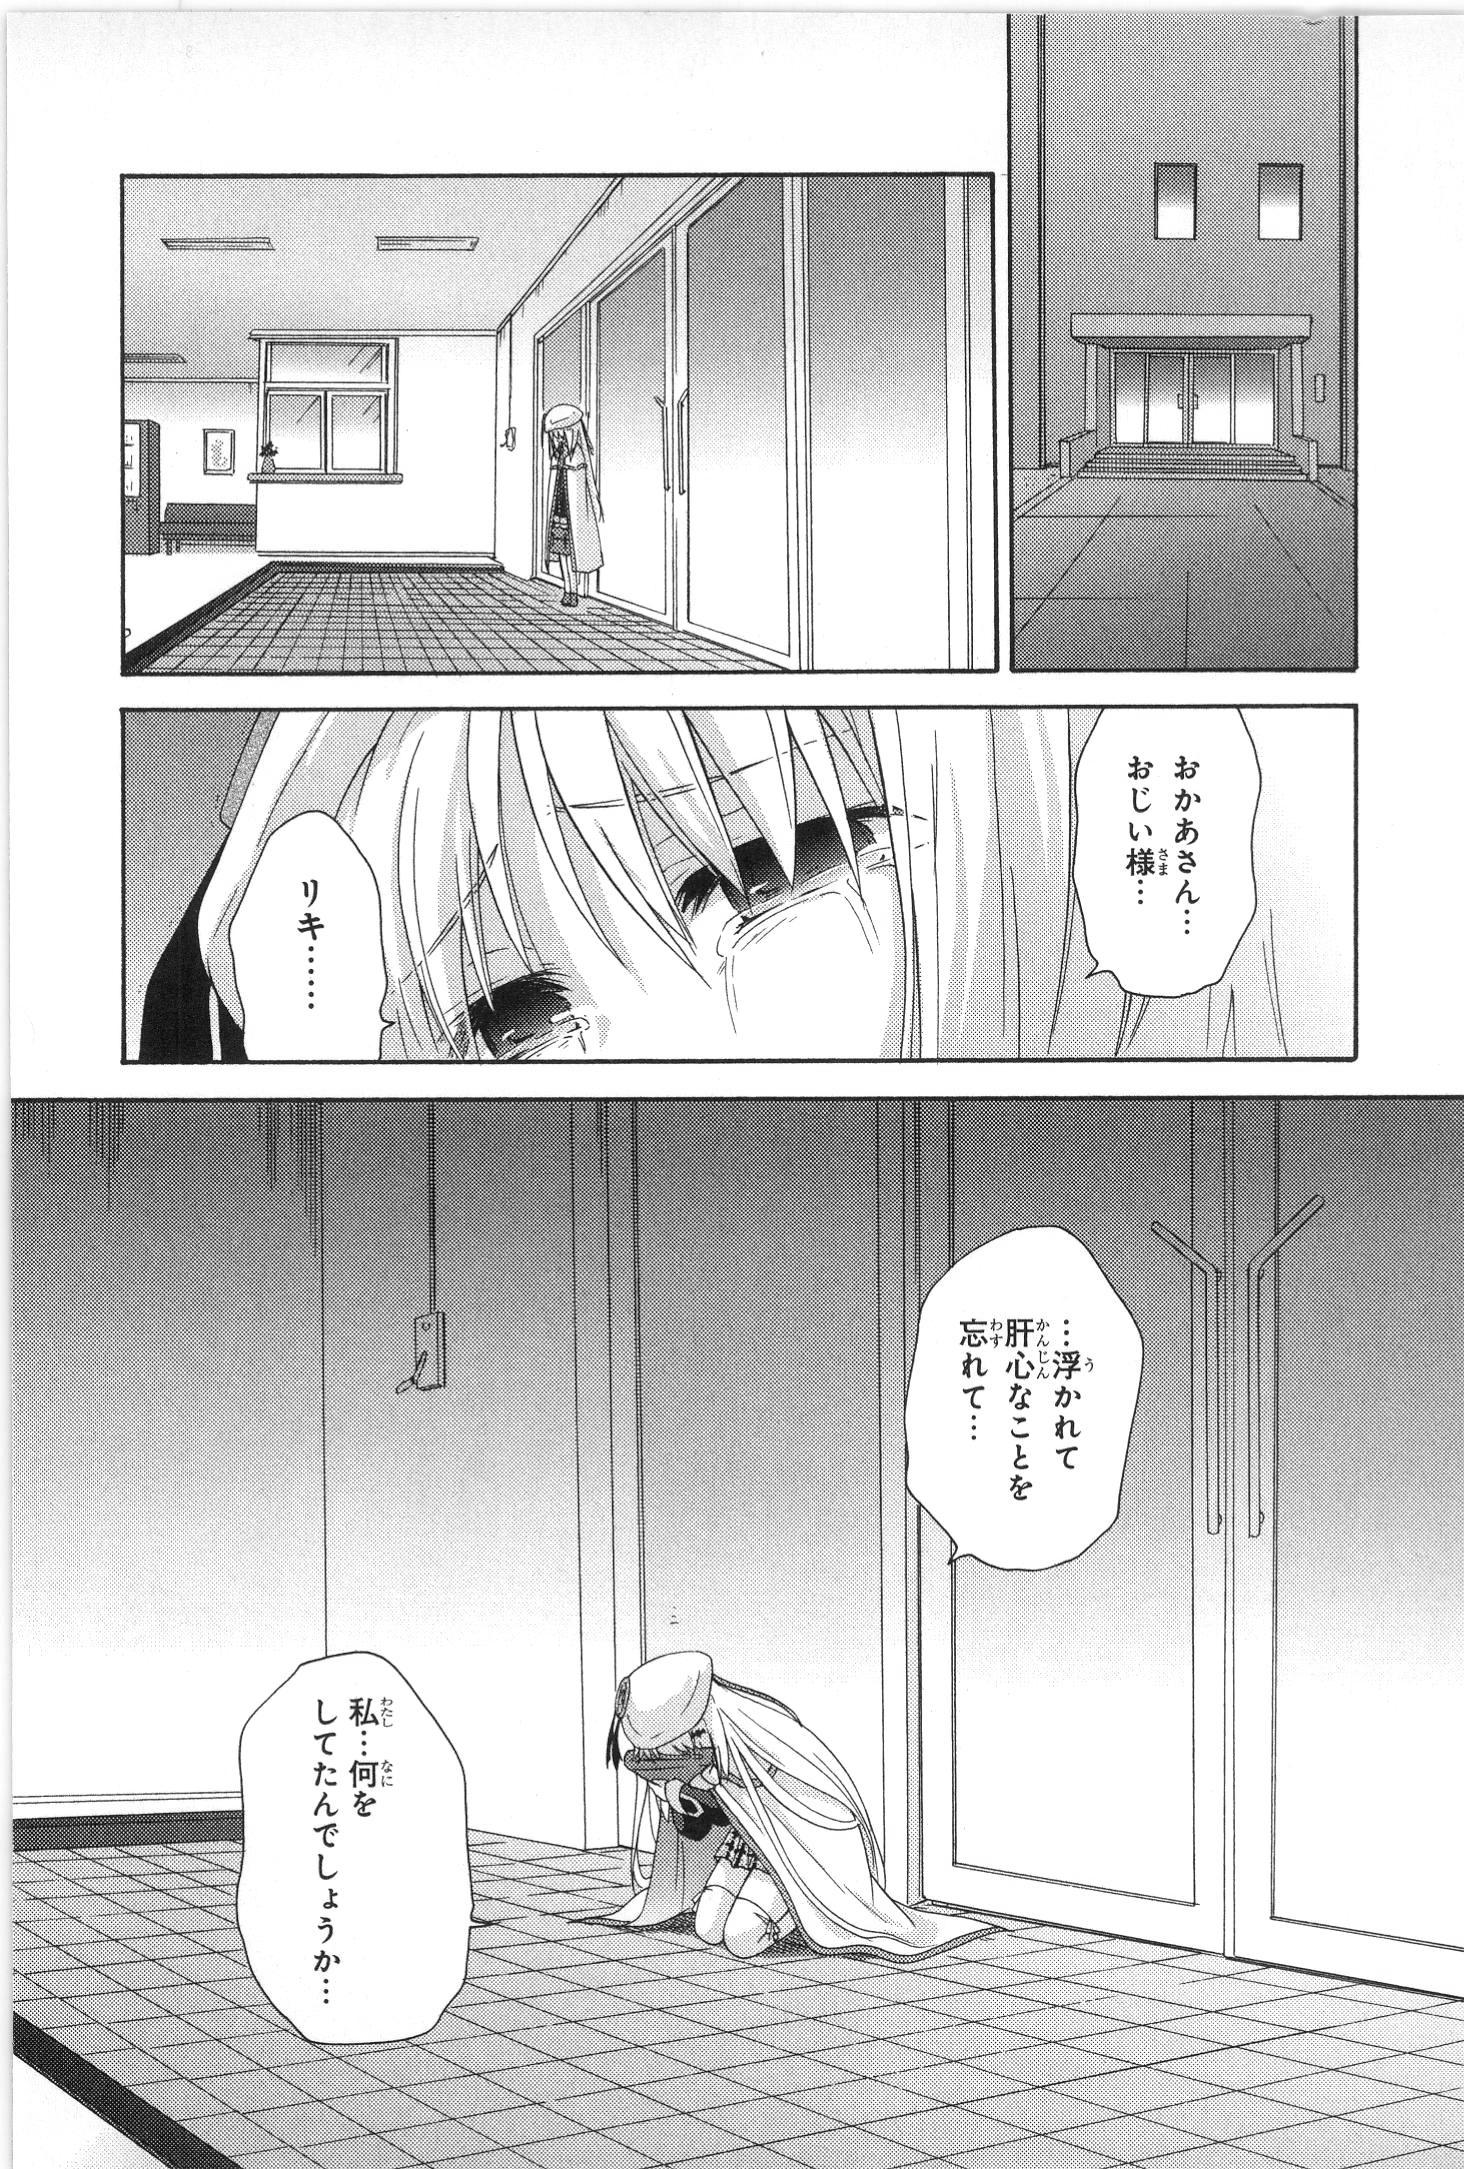 おかあさん…
おじい様…
リキ……
…浮かれて
肝心なことを
忘れて…
私…何を
してたんでしょうか…